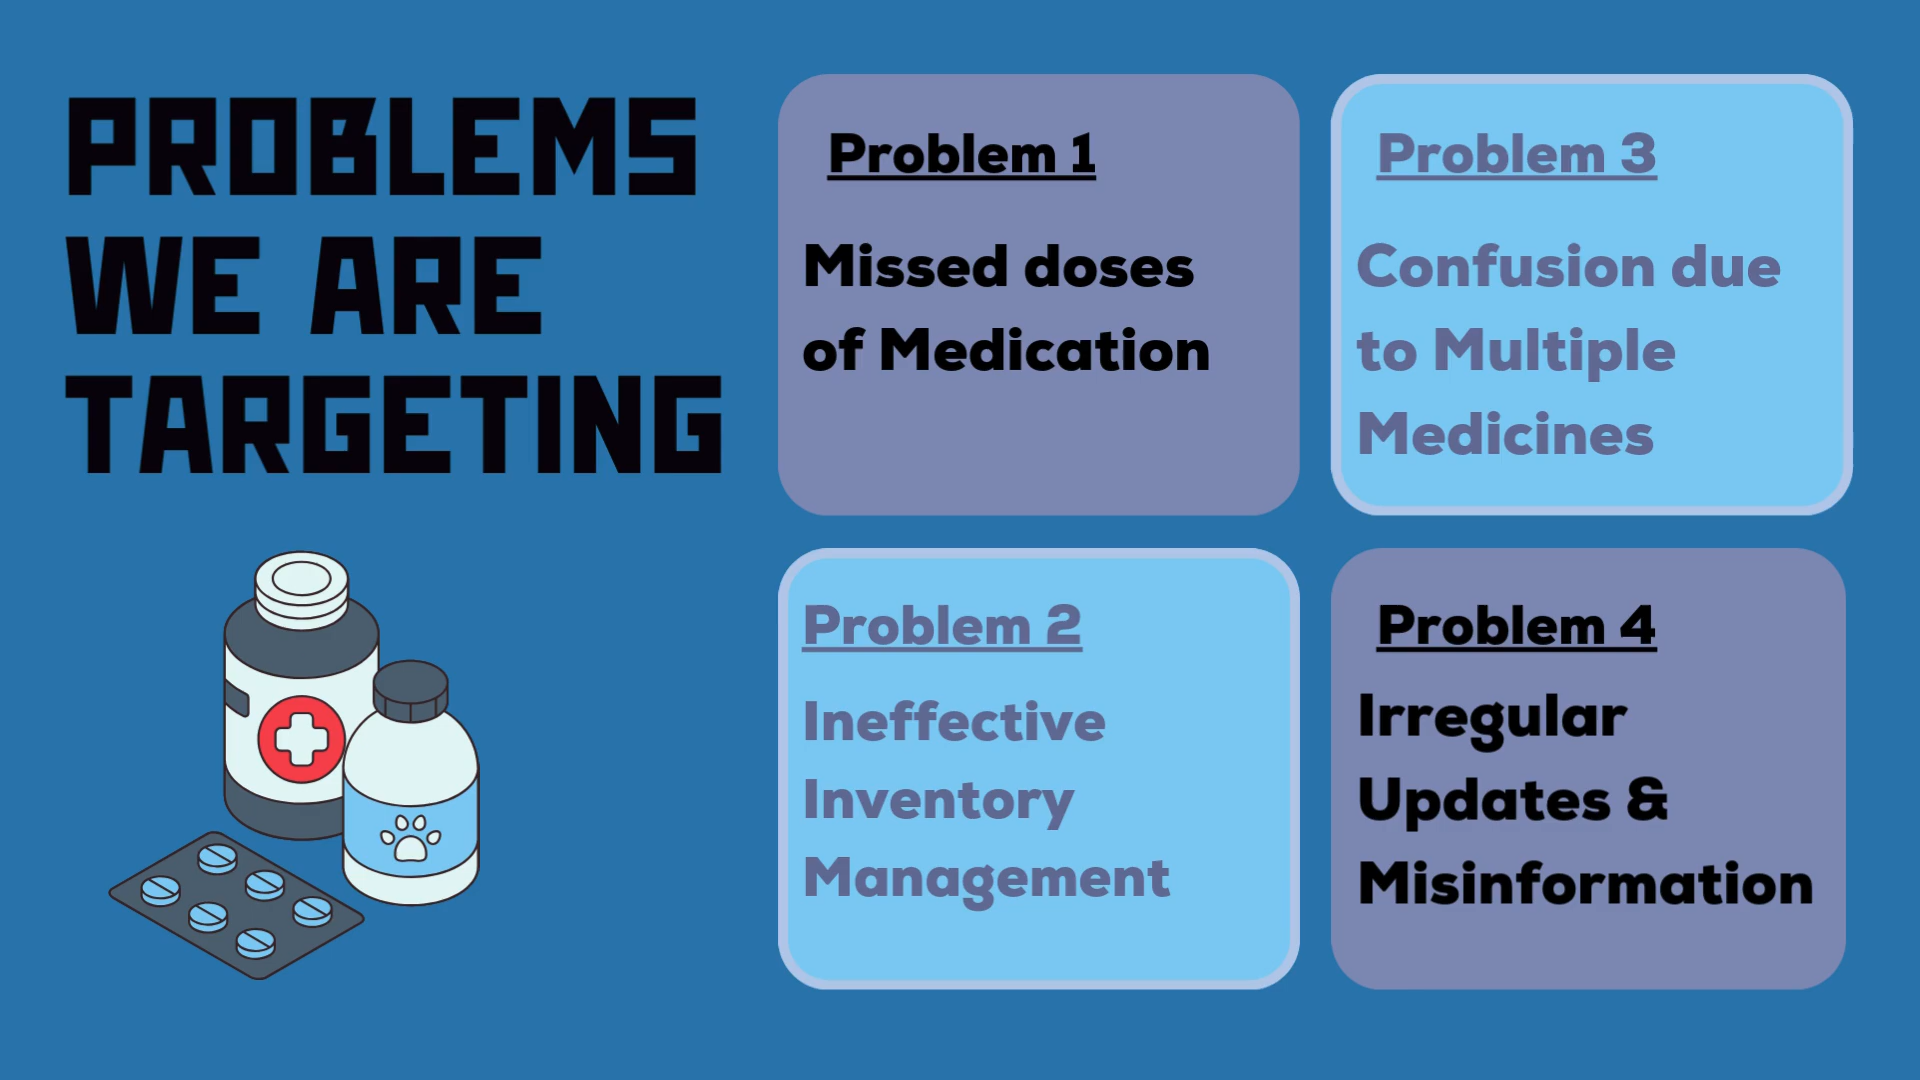 PROBLEMS
WE ARE
TARGETING
Problem 1
Missed doses
of Medication
Problem 2
Ineffective
Inventory
Management
Problem 3
Confusion due
to Multiple
Medicines
Problem 4
Irregular
Updates &
Misinformation